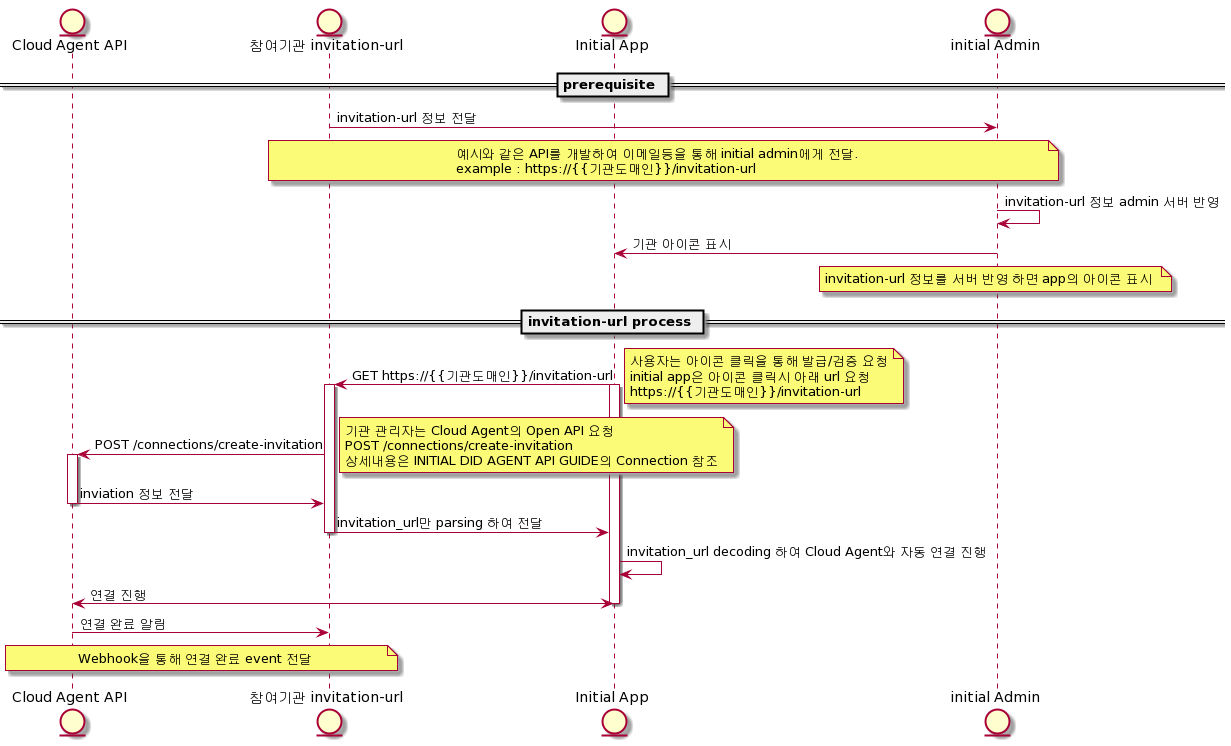 Cloud Agent API
참여기관 invitation-url
Initial App
initial Admin
prerequisite
invitation-url 정보 전달
예시와 같은 API를 개발하여 이메일등을 통해 initial admin에게 전달.
example : https://{{기관도매인}}/invitation-url
invitation-url 정보 admin 서버 반영
기관 아이콘 표시
invitation-url 정보를 서버 반영 하면 app의 아이콘 표시
invitation-url process
사용자는 아이콘 클릭을 통해 발급/검증 요청
initial app은 아이콘 클릭시 아래 url 요청
https://{{기관도매인}}/invitation-url
GET https://{{기관도매인}}/invitation-url
기관 관리자는 Cloud Agent의 Open API 요청
POST /connections/create-invitation
상세내용은 INITIAL DID AGENT API GUIDE의 Connection 참조
POST /connections/create-invitation
inviation 정보 전달
invitation_url만 parsing 하여 전달
invitation_url decoding 하여 Cloud Agent와 자동 연결 진행
연결 진행
연결 완료 알림
Webhook을 통해 연결 완료 event 전달
Cloud Agent API
참여기관 invitation-url
Initial App
initial Admin